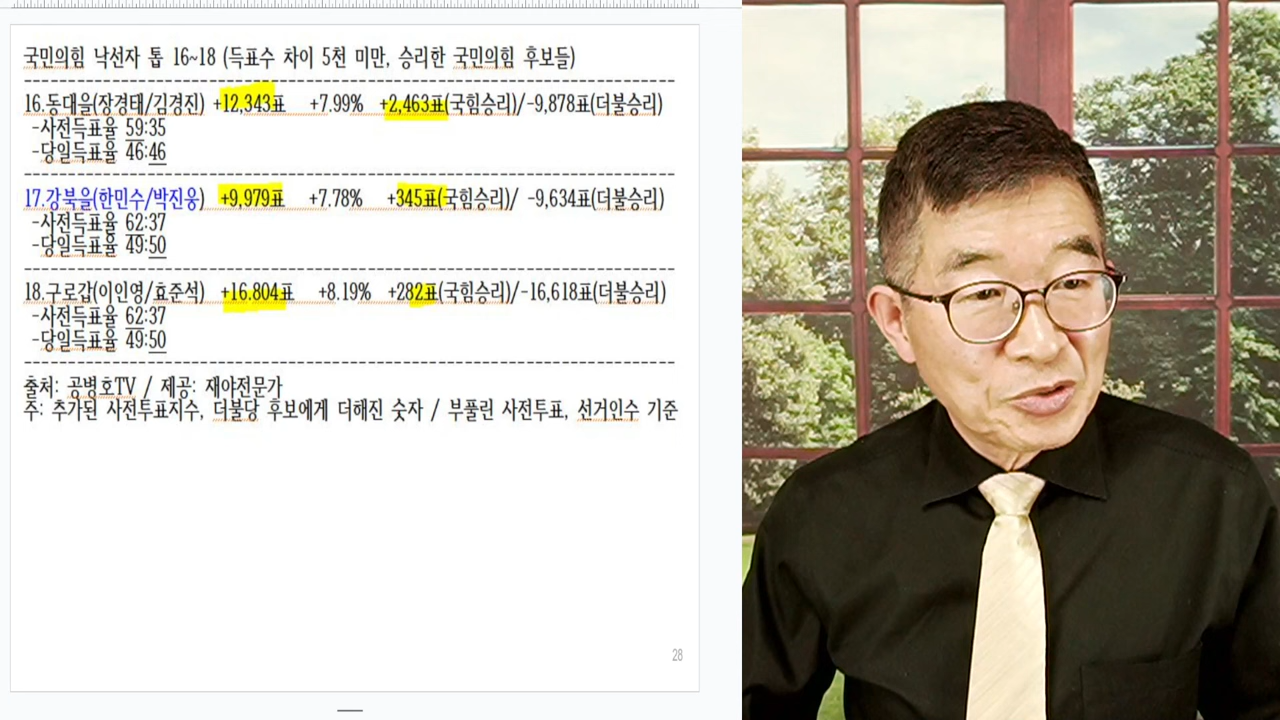 국민의힘 낙선자 톱 16~18 (득표수 차이 5천 미만, 승리한 국민의힘 후보들)
16.동대을(장경태/김경진) +12,343표 +7.99% +2,463표(국힘승리)/-9,878표(더불승리)
-사전득표율 59:35
-당일득표율 46:46
17.강북을(한민수/박진웅) +9,979표 +7.78% +345표(국힘승리)/ -9,634표(더불승리)
-사전득표율 62:37
-당일득표율 49:50
18.구로갑(이인영/효준석) +16.804표 +8.19% +282표(국힘승리)/-16,618표(더불승리)
-사전득표율 62:37
-당일득표율 49:50
출처: 공병호TV / 제공: 재야전문가
주: 추가된 사전투표지수, 더불당 후보에게 더해진 숫자 / 부풀린 사전투표, 선거인수 기준
28